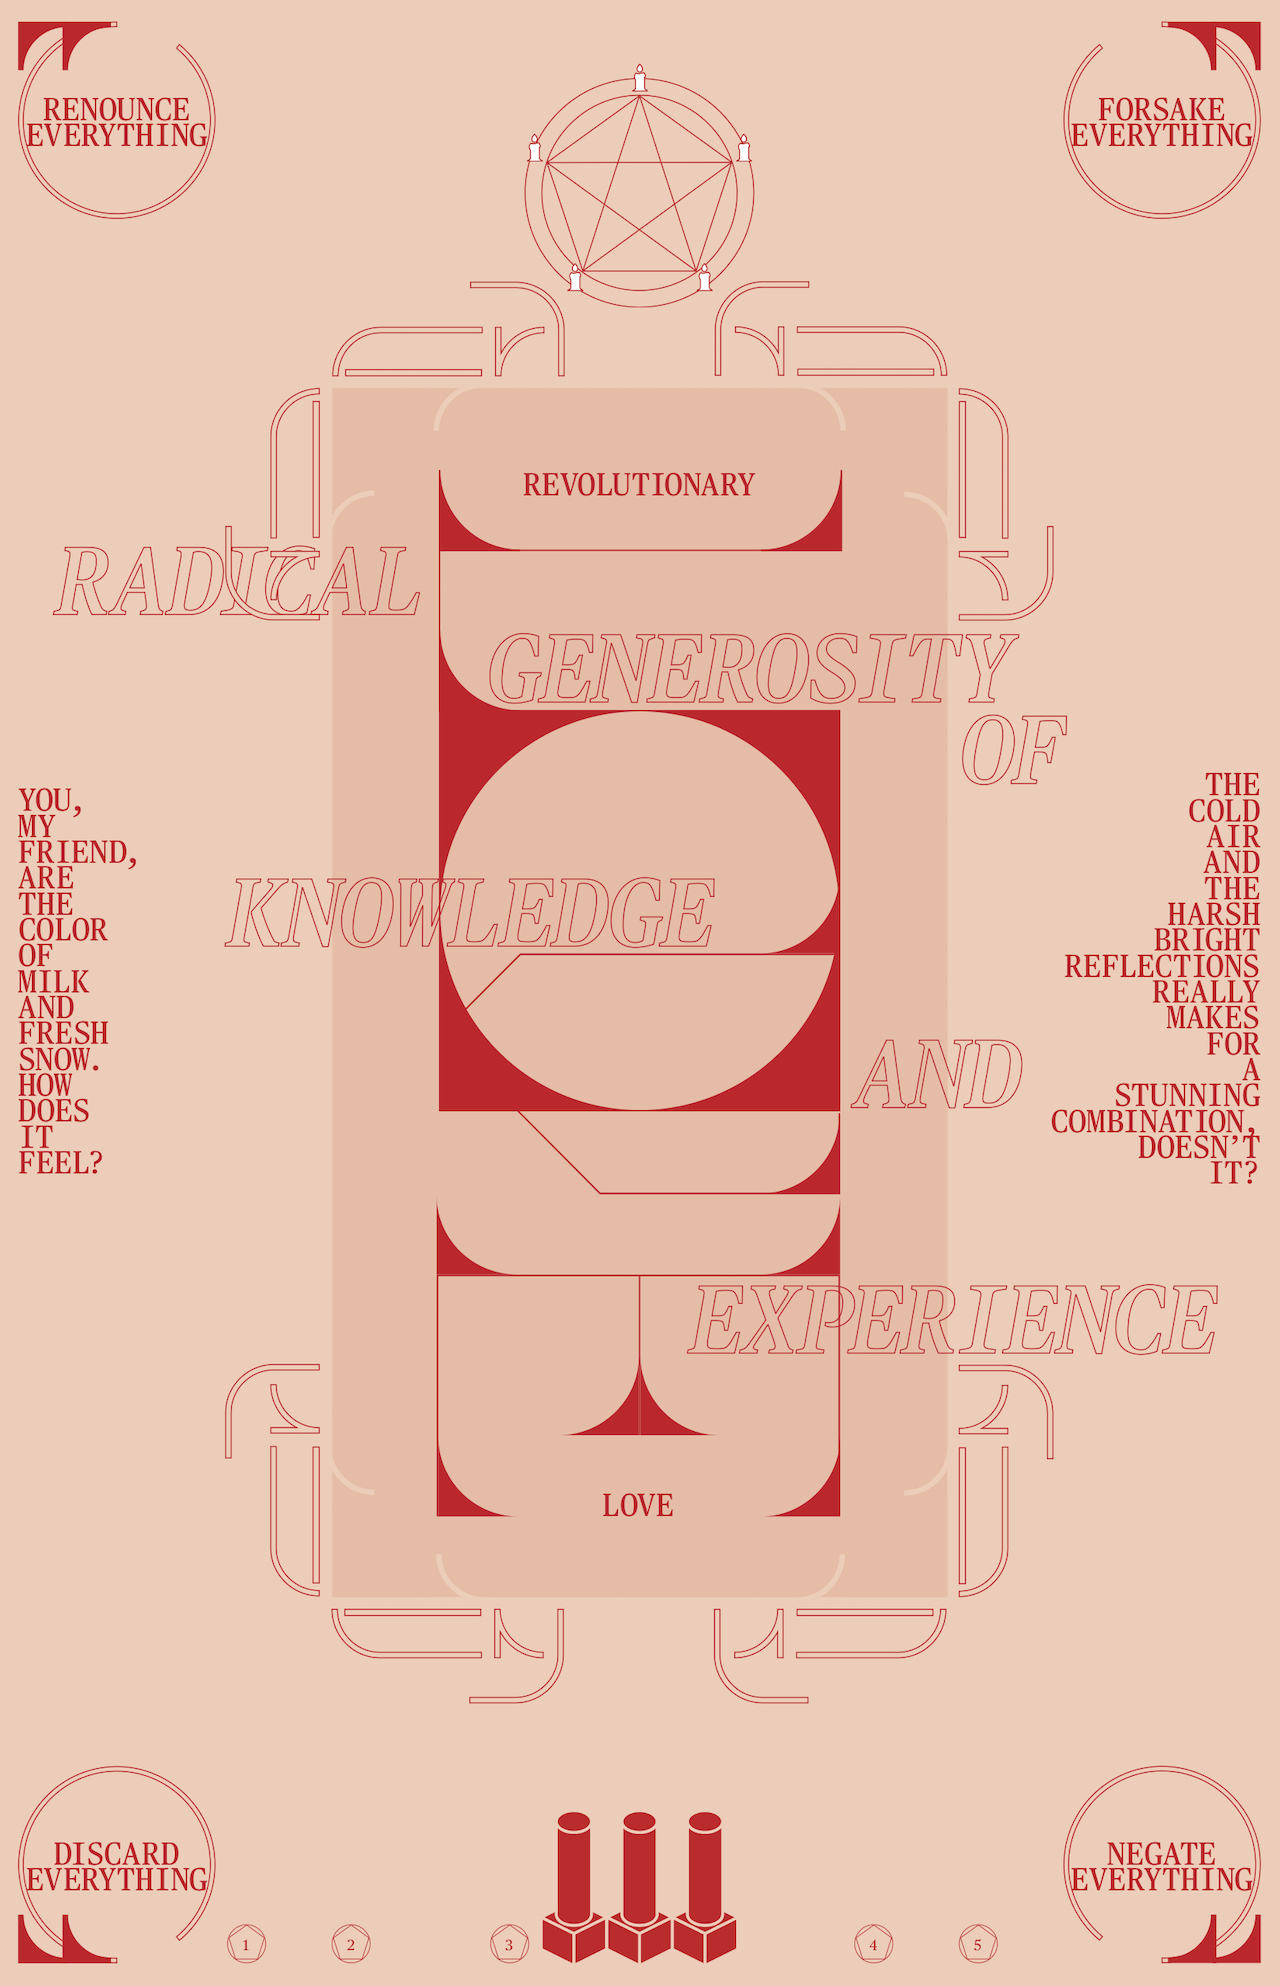 RENOUNCE
EVERYTHING
FORSAKE
EVERYTHING
REVOLUTIONARY
RADICAL
GENEROSITY
OF
KNOWLEDGE
AND
EXPERIENCE
LOVE
YOU,
MY
FRIEND,
ARE
THE
COLOR
OF
MILK
AND
FRESH
SNOW.
HOW
DOES
IT
FEEL?
THE
COLD
AIR
AND
THE
HARSH
BRIGHT
REFLECTIONS
REALLY
MAKES
FOR
A
STUNNING
COMBINATION,
DOESN’T
IT?
DISCARD
EVERYTHING
NEGATE
EVERYTHING
1 2 3 4 5